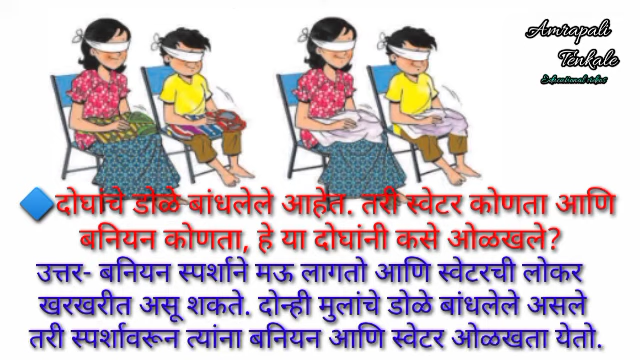 Amrapali
Tenkale
Educational video
दोघांचे डोळे बांधलेले आहेत. तरी स्वेटर कोणता आणि
बनियन कोणता, हे या दोघांनी कसे ओळखले?
उत्तर- बनियन स्पर्शाने मऊ लागतो आणि स्वेटरची लोकर
खरखरीत असू शकते. दोन्ही मुलांचे डोळे बांधलेले असले
तरी स्पर्शावरून त्यांना बनियन आणि स्वेटर ओळखता येतो.